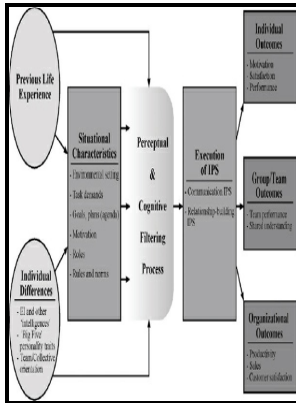 Previous Life
Experience
Individual
Differences
- EI and other
'intelligences'
- 'Big Five'
personality traits
- Team/Collective
orientation
Situational
Characteristics
- Environmental setting
- Task demands
- Goals, plans (agenda)
- Motivation
- Roles
- Rules and norms
Perceptual
&
Cognitive
Filtering
Process
Execution
of IPS
- Communication IPS
- Relationship-building
IPS
Individual
Outcomes
- Motivation
- Satisfaction
- Performance
Group/Team
Outcomes
- Team performance
- Shared understanding
Organizational
Outcomes
- Productivity
- Sales
- Customer satisfaction